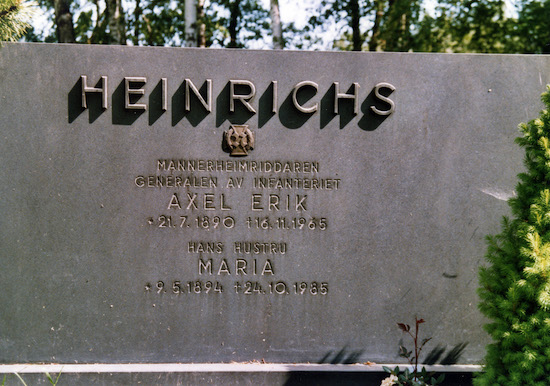 HEINRICHS
MANNERHEIMRIDDAREN
GENERALEN AV INFANTERIET
AXEL ERIK
*21.7.1890 †16.11.1965
HANS HUSTRU
MARIA
*9.5.1894 †24.10.1985